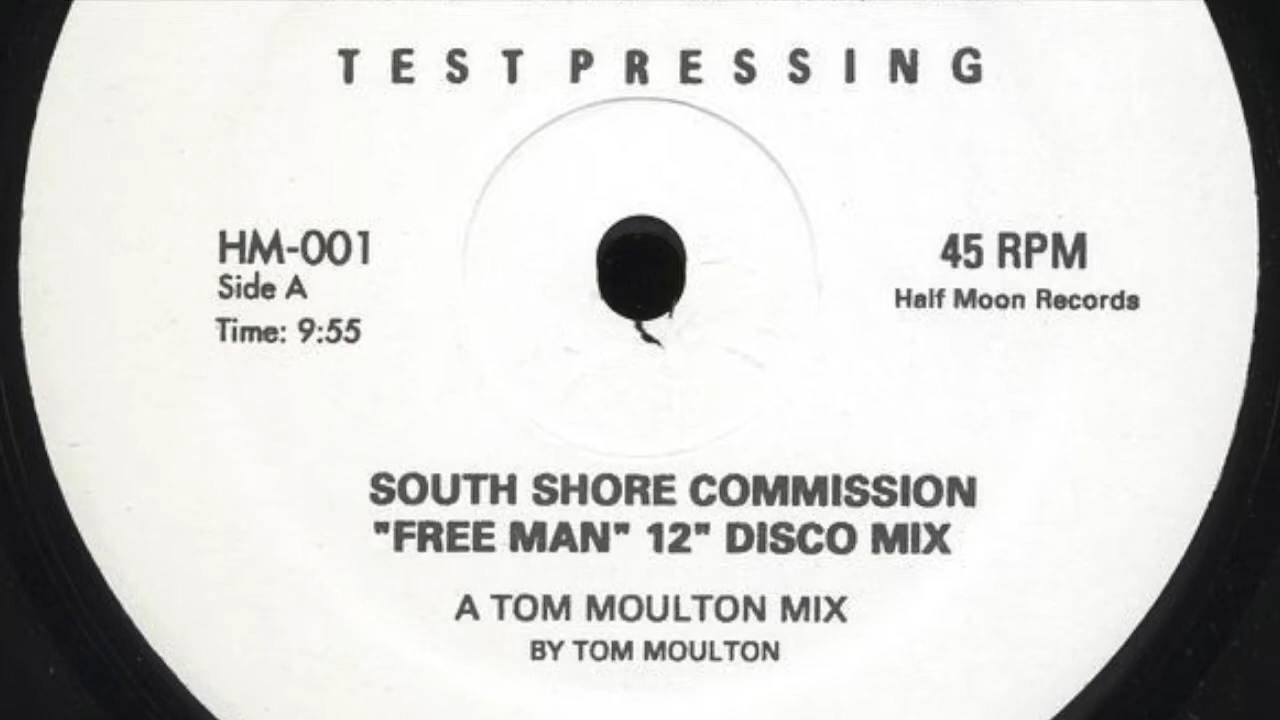 TEST PRESSING
HM-001
Side A
Time: 9:55
45 RPM
Half Moon Records
SOUTH SHORE COMMISSION
"FREE MAN" 12" DISCO MIX
A TOM MOULTON MIX
BY TOM MOULTON